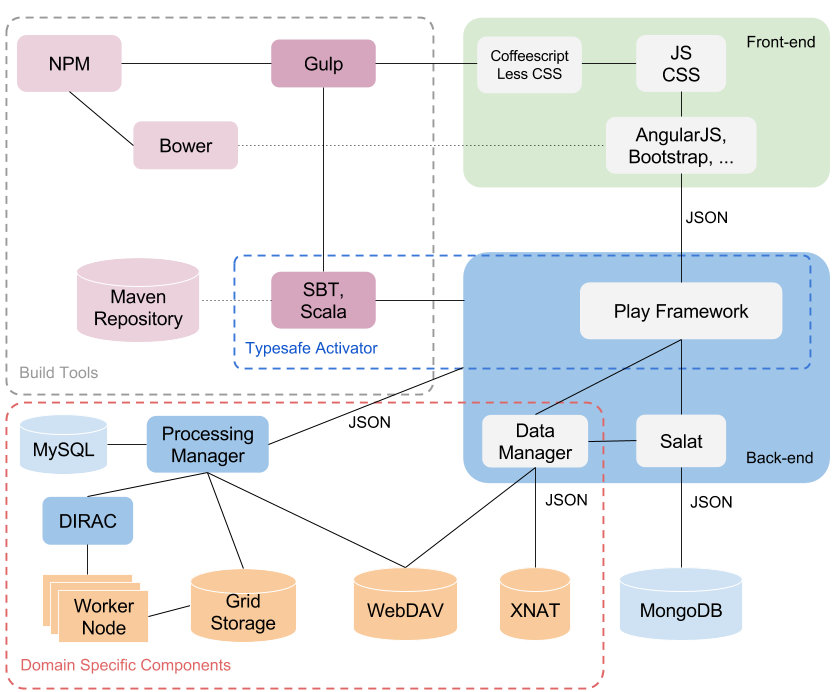 Front-end
NPM
Gulp
Coffeescript
Less CSS
JS
CSS
Bower
AngularJS,
Bootstrap, ...
JSON
Maven
Repository
SBT,
Scala
Play Framework
Typesafe Activator
Build Tools
JSON
MySQL
Processing
Manager
Data
Manager
Salat
Back-end
JSON
JSON
DIRAC
Worker
Node
Grid
Storage
WebDAV
XNAT
MongoDB
Domain Specific Components